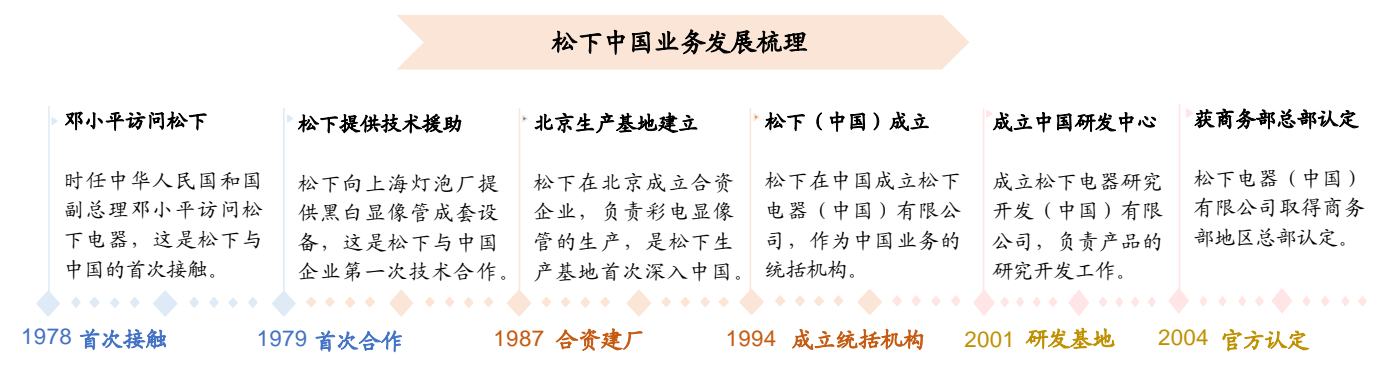 松下中国业务发展梳理
邓小平访问松下
时任中华人民国和国
副总理邓小平访问松
下电器，这是松下与
中国的首次接触。
1978 首次接触
松下提供技术援助
松下向上海灯泡厂提
供黑白显像管成套设
备，这是松下与中国
企业第一次技术合作。
1979 首次合作
北京生产基地建立
松下在北京成立合资
企业，负责彩电显像
管的生产，是松下生
产基地首次深入中国。
1987 合资建厂
松下（中国）成立
松下在中国成立松下
电器（中国）有限公
司，作为中国业务的
统括机构。
1994 成立统括机构
成立中国研发中心
成立松下电器研究
开发（中国）有限
公司，负责产品的
研究开发工作。
2001 研发基地
获商务部总部认定
松下电器（中国）
有限公司取得商务
部地区总部认定。
2004 官方认定